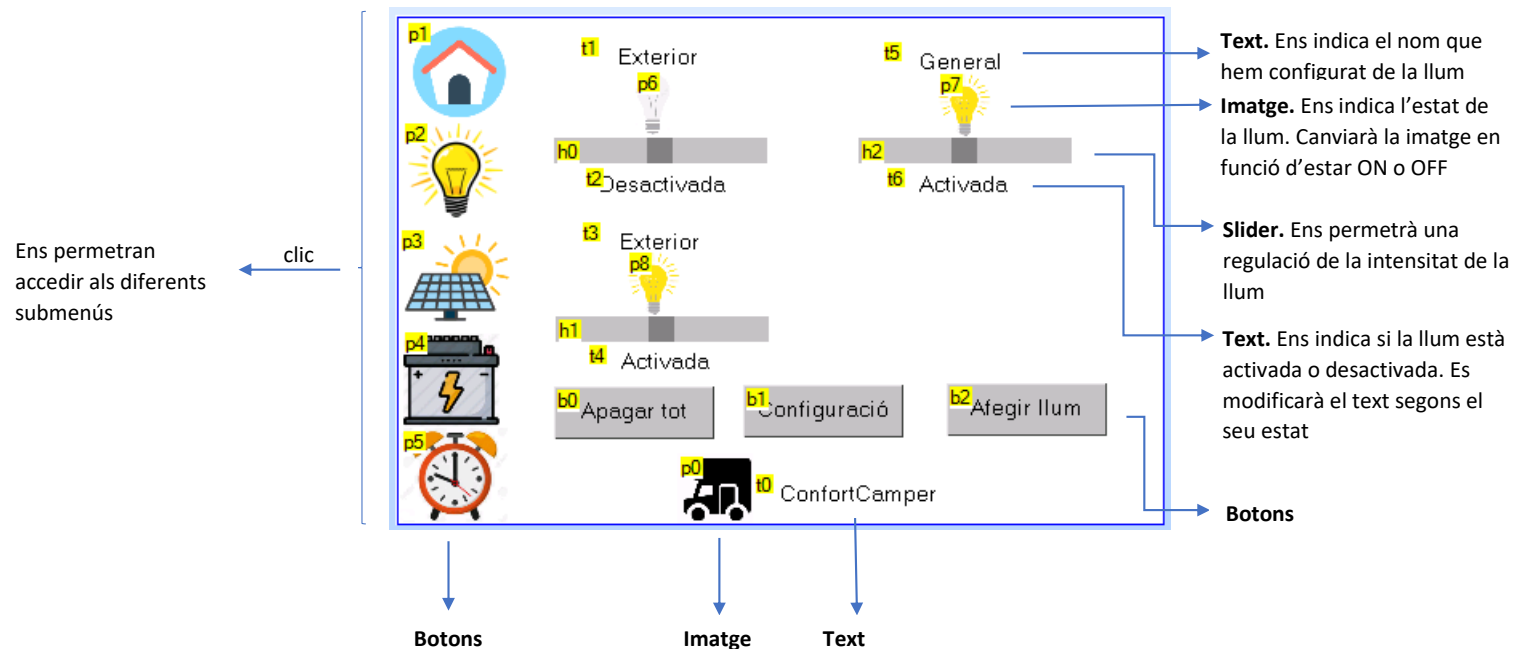 Ens permetran
accedir als diferents
submenús
clic
p1
p2
p3
p4
p5
t1
Exterior
p6
h0
t2
Desactivada
t5
General
p7
h2
t6
Activada
t3
Exterior
p8
h1
t4
Activada
b0
Apagar tot
b1
Configuració
b2
Afegir llum
p0
t0
ConfortCamper
Text. Ens indica el nom que
hem configurat de la llum
Imatge. Ens indica l’estat de
la llum. Canviarà la imatge en
funció d’estar ON o OFF
Slider. Ens permetrà una
regulació de la intensitat de la
llum
Text. Ens indica si la llum està
activada o desactivada. Es
modificarà el text segons el
seu estat
Botons
Botons
Imatge
Text